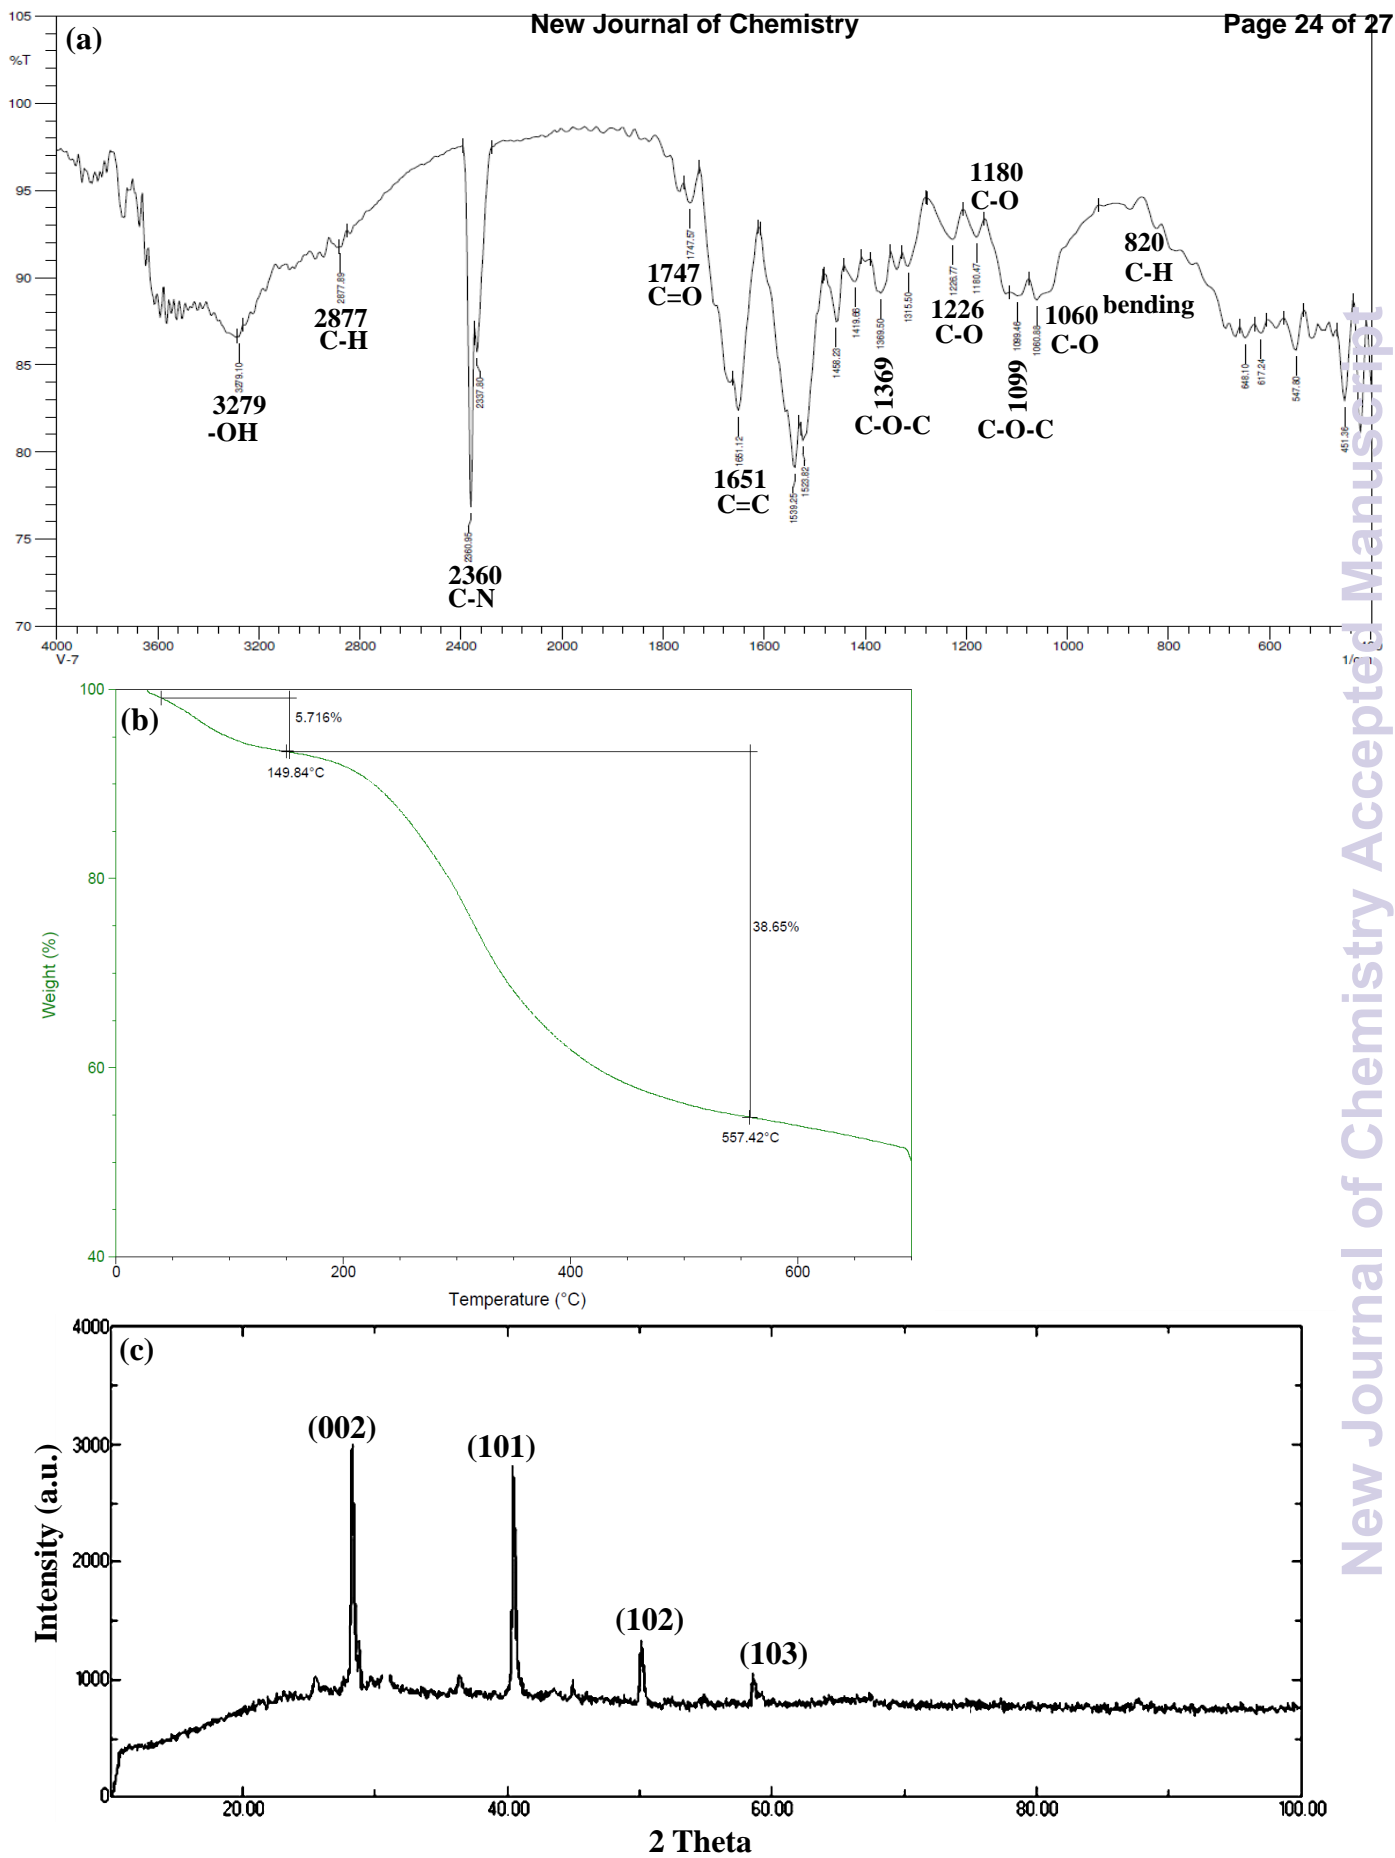 New Journal of Chemistry
Page 24 of 27
(a)
105
%T
100
95
90
85
80
75
70
4000
3600
3200
2800
2400
2000
1800
1600
1400
1200
1000
800
600
V-7
3279.10
3279
-OH
2877.89
2877
C-H
2360.95
2360
C-N
2337.80
1747.57
1747
C=O
1651.12
1651
C=C
1539.25
1523.82
1458.23
1419.66
1369.50
1369
C-O-C
1315.50
1226.77
1226
C-O
1180.47
1180
C-O
1099.46
1099
C-O-C
1060.88
1060
C-O
820
C-H
bending
648.10
617.24
547.80
451.36
(b)
100
80
60
40
Weight (%)
5.716%
149.84°C
38.65%
557.42°C
0
200
400
600
Temperature (°C)
(c)
4000
3000
2000
1000
0
Intensity (a.u.)
(002)
(101)
(102)
(103)
20.00
40.00
60.00
80.00
100.00
2 Theta
New Journal of Chemistry Accepted Manuscript